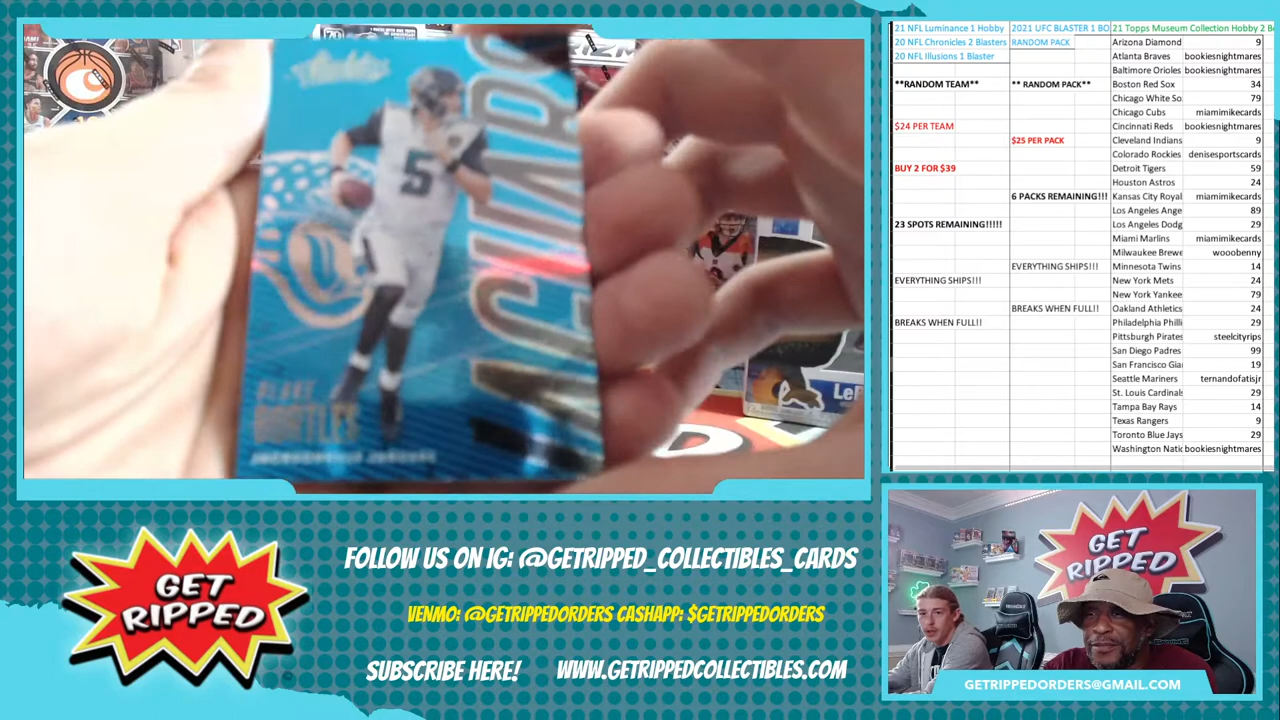 BLAKE
BORTLES
JACKSONVILLE JAGUARS
JAGUARS
21 NFL Luminance 1 Hobby
20 NFL Chronicles 2 Blasters
20 NFL Illusions 1 Blaster
**RANDOM TEAM**
$24 PER TEAM
BUY 2 FOR $39
23 SPOTS REMAINING!!!!!
EVERYTHING SHIPS!!!
BREAKS WHEN FULL!!
2021 UFC BLASTER 1 BO
RANDOM PACK
** RANDOM PACK**
$25 PER PACK
6 PACKS REMAINING!!!
EVERYTHING SHIPS!!!
BREAKS WHEN FULL!!
21 Topps Museum Collection Hobby 2 B
Arizona Diamond 9
Atlanta Braves bookiesnightmares
Baltimore Orioles bookiesnightmares
Boston Red Sox 34
Chicago White So 79
Chicago Cubs miamimikecards
Cincinnati Reds bookiesnightmares
Cleveland Indians 9
Colorado Rockies denisesportscards
Detroit Tigers 59
Houston Astros 24
Kansas City Royal miamimikecards
Los Angeles Ange 89
Los Angeles Dodg 29
Miami Marlins miamimikecards
Milwaukee Brewe wooobenny
Minnesota Twins 14
New York Mets 24
New York Yankee 79
Oakland Athletics 24
Philadelphia Philli 29
Pittsburgh Pirates steelcityrips
San Diego Padres 99
San Francisco Gia 19
Seattle Mariners ternandofatisjr
St. Louis Cardinals 29
Tampa Bay Rays 14
Texas Rangers 9
Toronto Blue Jays 29
Washington Natio bookiesnightmares
GET
RIPPED
FOLLOW US ON IG: @GETRIPPED_COLLECTIBLES_CARDS
VENMO: @GETRIPPEDORDERS CASHAPP: $GETRIPPEDORDERS
SUBSCRIBE HERE! WWW.GETRIPPEDCOLLECTIBLES.COM
GET
RIPPED
GETRIPPEDORDERS@GMAIL.COM